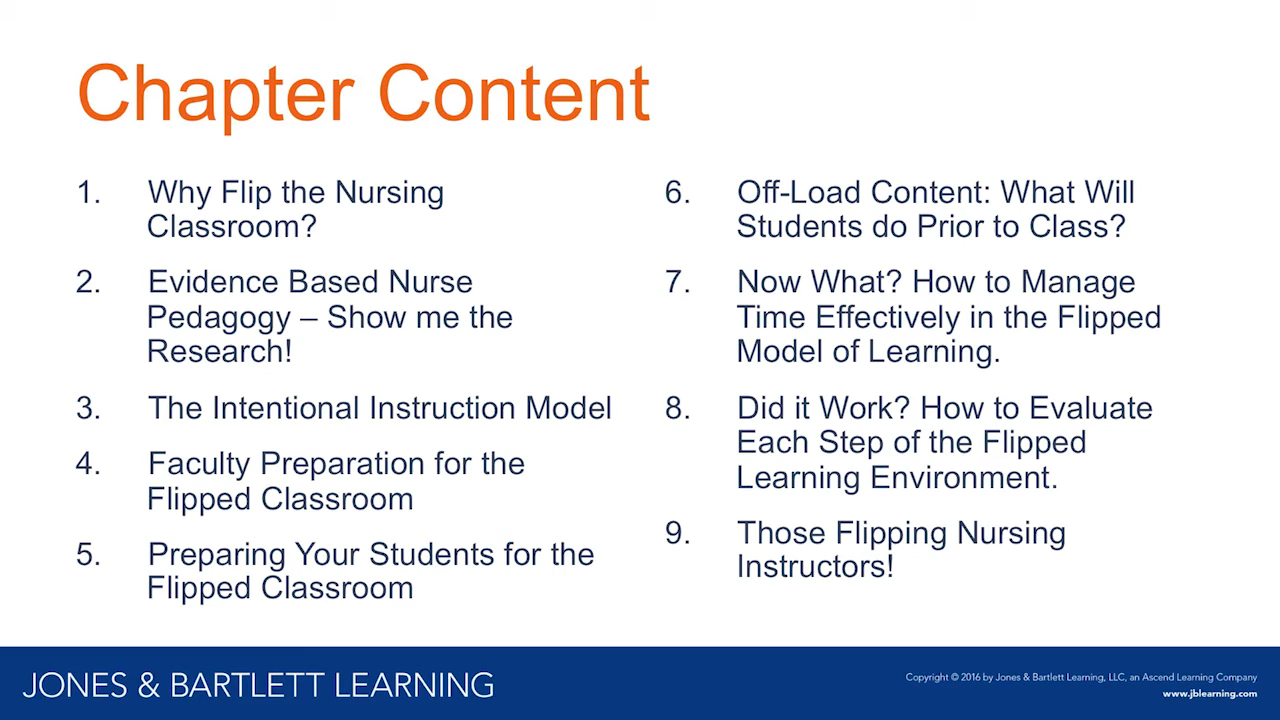 Chapter Content
1. Why Flip the Nursing
Classroom?
2. Evidence Based Nurse
Pedagogy – Show me the
Research!
3. The Intentional Instruction Model
4. Faculty Preparation for the
Flipped Classroom
5. Preparing Your Students for the
Flipped Classroom
6. Off-Load Content: What Will
Students do Prior to Class?
7. Now What? How to Manage
Time Effectively in the Flipped
Model of Learning.
8. Did it Work? How to Evaluate
Each Step of the Flipped
Learning Environment.
9. Those Flipping Nursing
Instructors!
JONES & BARTLETT LEARNING
Copyright © 2016 by Jones & Bartlett Learning, LLC, an Ascend Learning Company
www.jblearning.com